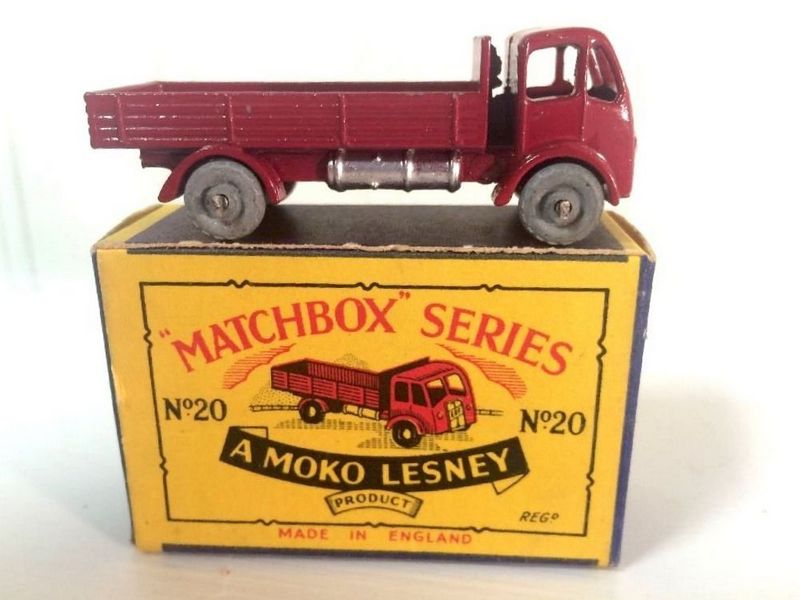 "MATCHBOX" SERIES
Nº20 Nº20
A MOKO LESNEY
PRODUCT
REGº
MADE IN ENGLAND